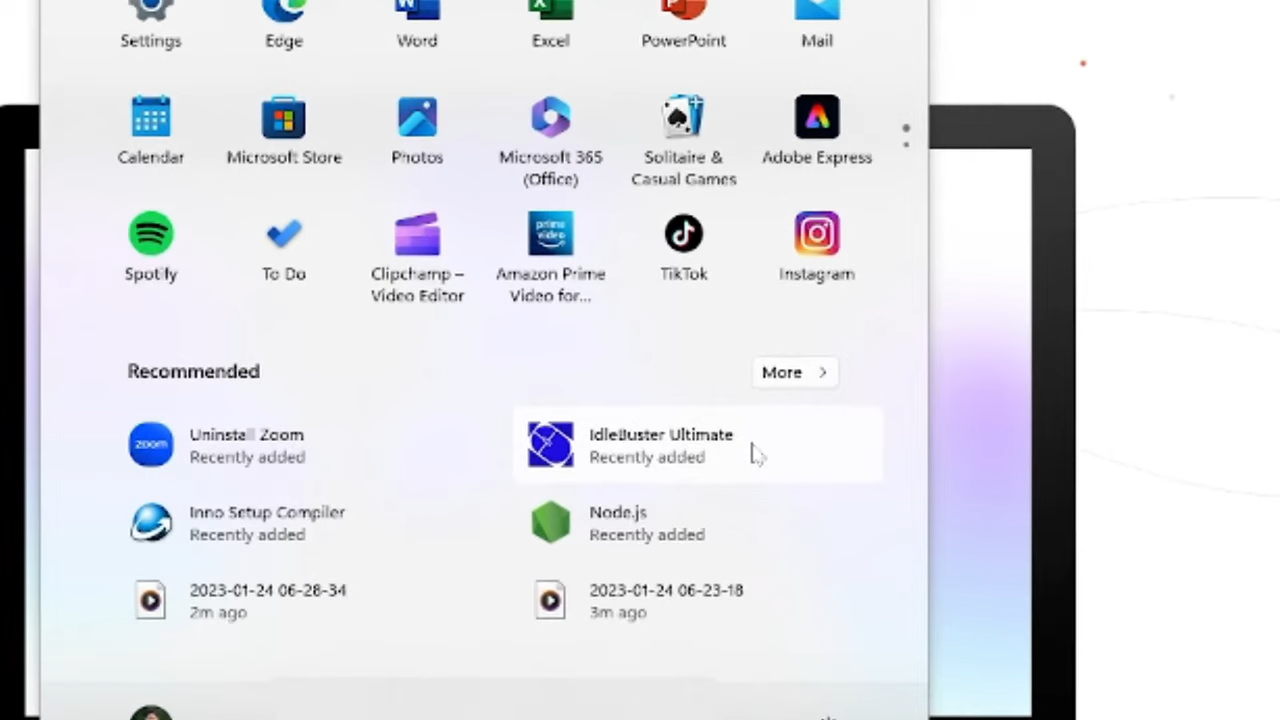 Settings
Edge
Word
Excel
PowerPoint
Mail
Calendar
Microsoft Store
Photos
Microsoft 365
(Office)
Solitaire &
Casual Games
Adobe Express
Spotify
To Do
Clipchamp –
Video Editor
prime
video
Amazon Prime
Video for...
TikTok
Instagram
Recommended
More
zoom
Uninstall Zoom
Recently added
IdleBuster Ultimate
Recently added
Inno Setup Compiler
Recently added
Node.js
Recently added
2023-01-24 06-28-34
2m ago
2023-01-24 06-23-18
3m ago